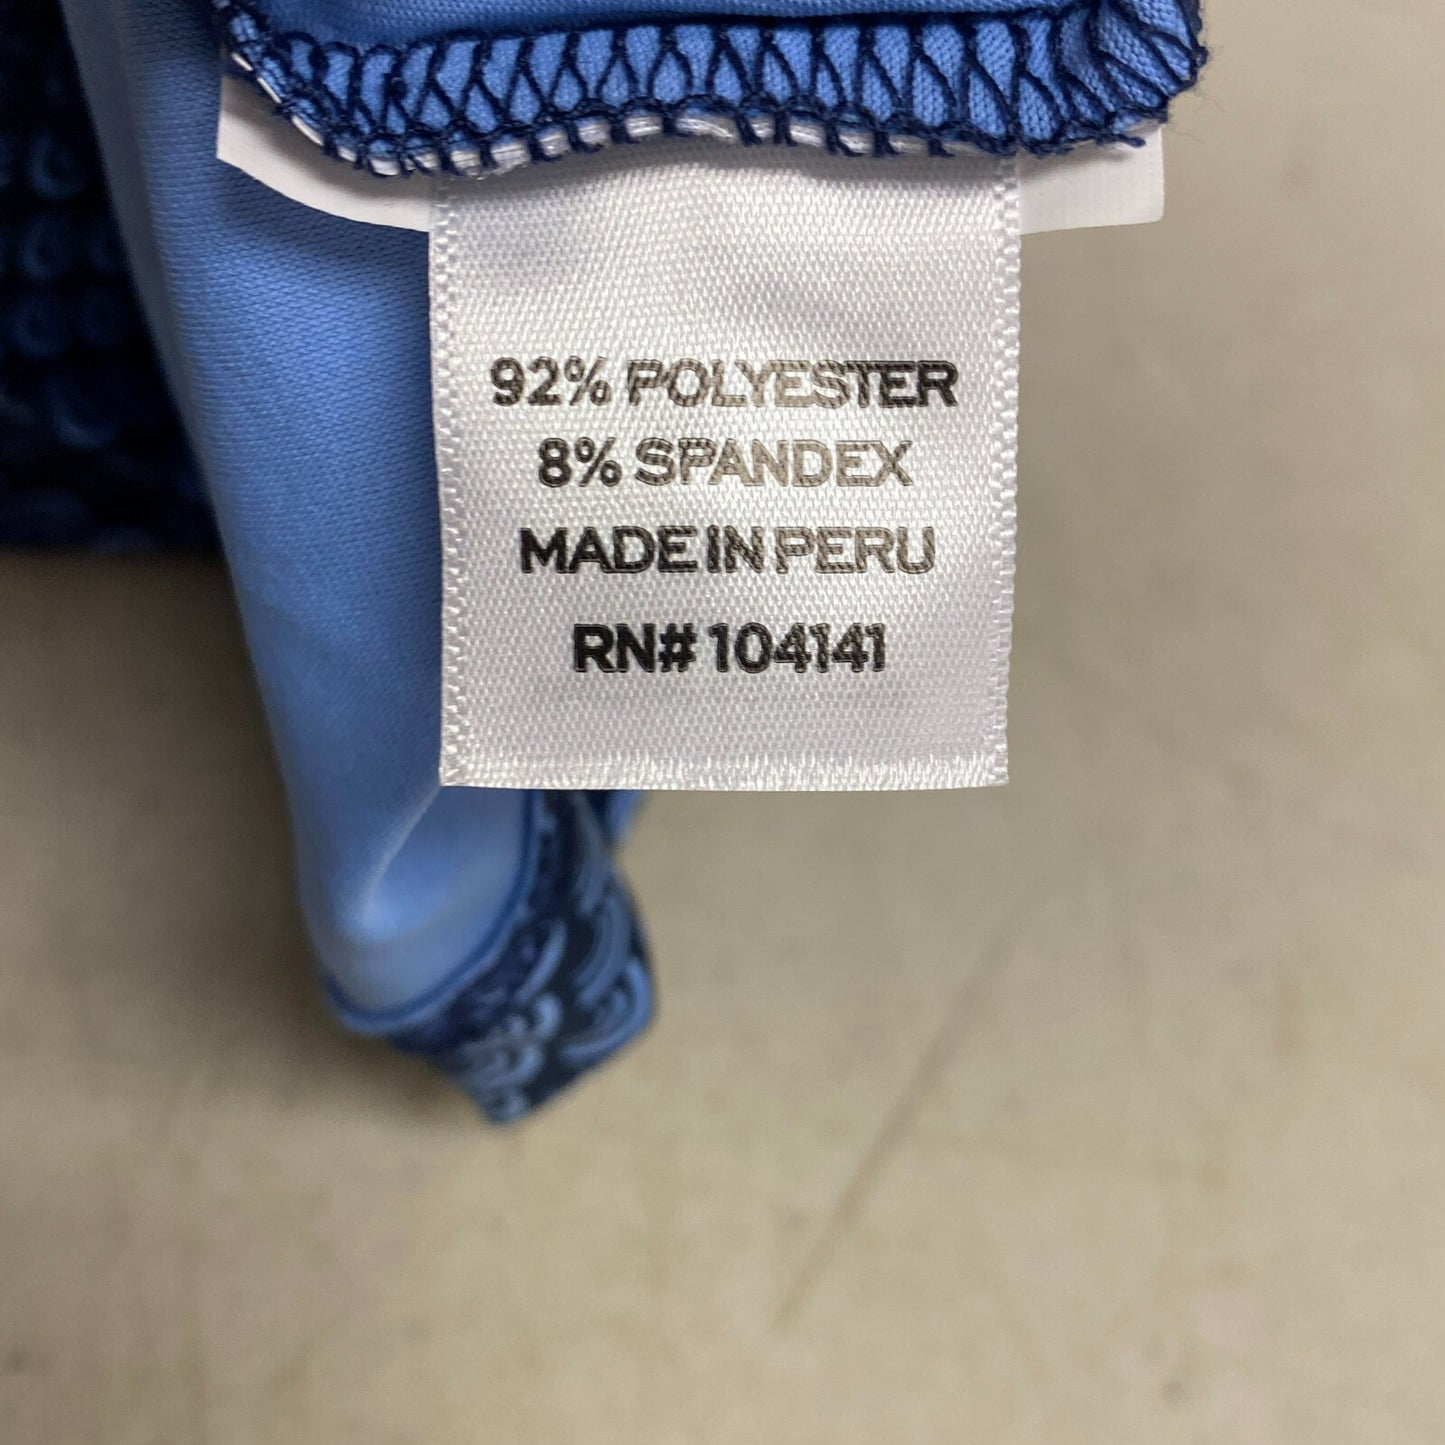 92% POLYESTER
8% SPANDEX
MADE IN PERU
RN# 104141